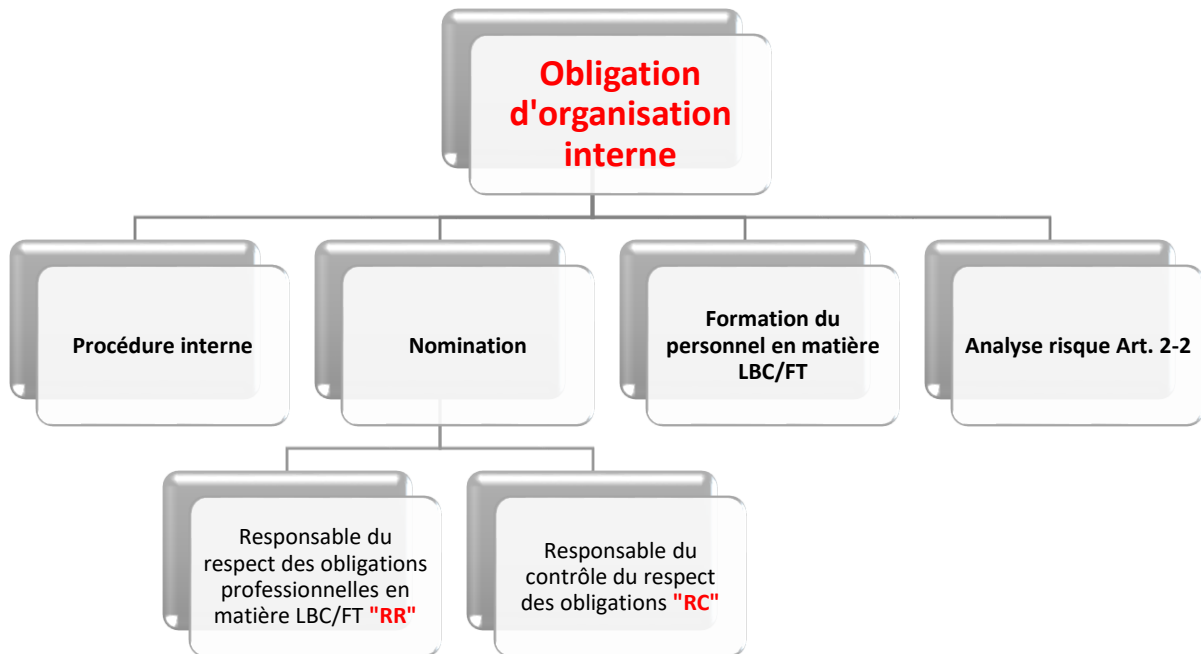 Obligation
d'organisation
interne
Procédure interne
Nomination
Formation du
personnel en matière
LBC/FT
Analyse risque Art. 2-2
Responsable du
respect des obligations
professionnelles en
matière LBC/FT "RR"
Responsable du
contrôle du respect
des obligations "RC"